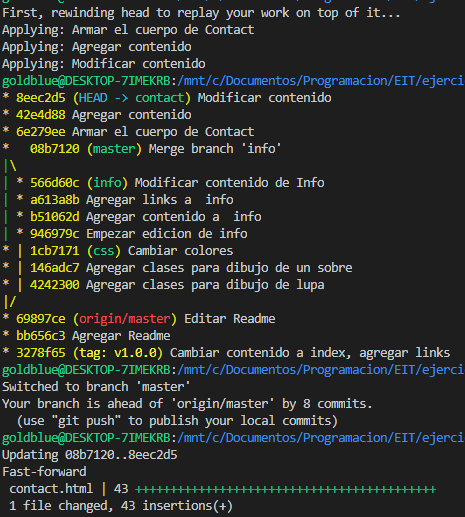 First, rewinding head to replay your work on top of it...
Applying: Armar el cuerpo de Contact
Applying: Agregar contenido
Applying: Modificar contenido
goldblue@DESKTOP-7IMEKRB:/mnt/c/Documentos/Programacion/EIT/ejerci
* 8eec2d5 (HEAD -> contact) Modificar contenido
* 42e4d88 Agregar contenido
* 6e279ee Armar el cuerpo de Contact
*   08b7120 (master) Merge branch 'info'
|\
| * 566d60c (info) Modificar contenido de Info
| * a613a8b Agregar links a  info
| * b51062d Agregar contenido a  info
| * 946979c Empezar edicion de info
* | 1cb7171 (css) Cambiar colores
* | 146adc7 Agregar clases para dibujo de un sobre
* | 4242300 Agregar clases para dibujo de lupa
|/
* 69897ce (origin/master) Editar Readme
* bb656c3 Agregar Readme
* 3278f65 (tag: v1.0.0) Cambiar contenido a index, agregar links
goldblue@DESKTOP-7IMEKRB:/mnt/c/Documentos/Programacion/EIT/ejerci
Switched to branch 'master'
Your branch is ahead of 'origin/master' by 8 commits.
  (use "git push" to publish your local commits)
goldblue@DESKTOP-7IMEKRB:/mnt/c/Documentos/Programacion/EIT/ejerci
Updating 08b7120..8eec2d5
Fast-forward
 contact.html | 43 +++++++++++++++++++++++++++++++++++++++++++
 1 file changed, 43 insertions(+)